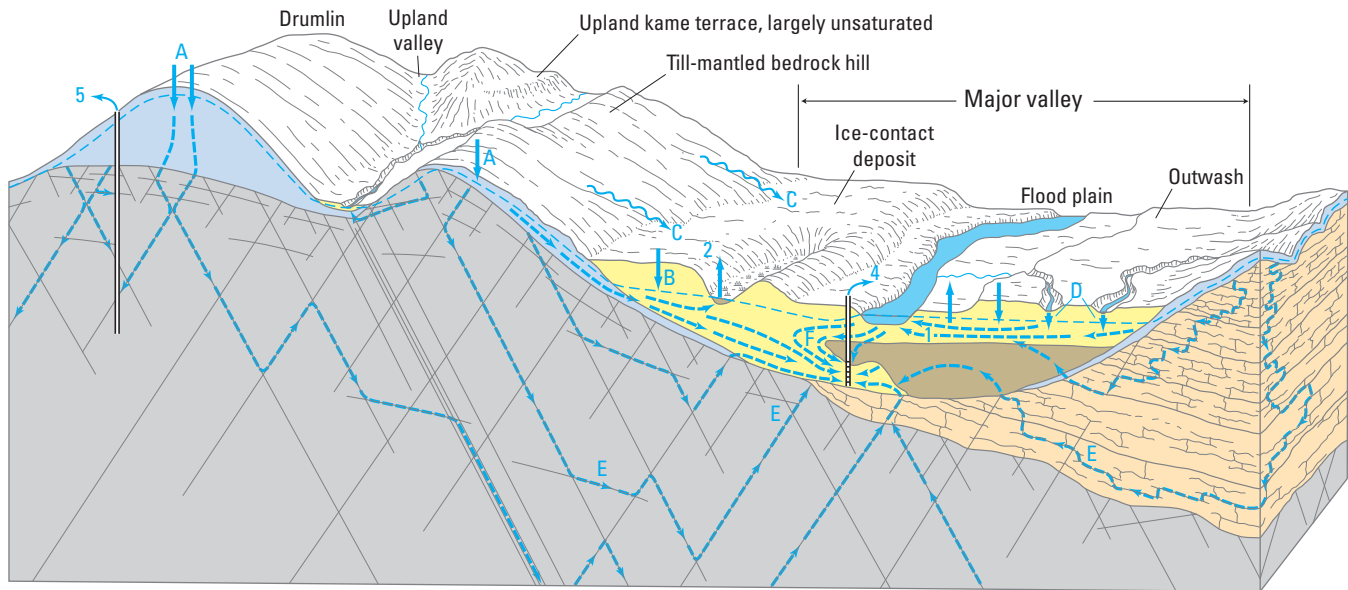 Drumlin
Upland
valley
Upland kame terrace, largely unsaturated
Till-mantled bedrock hill
Major valley
Ice-contact
deposit
Flood plain
Outwash
A
5
A
C
C
B
2
4
D
F
1
E
E
E